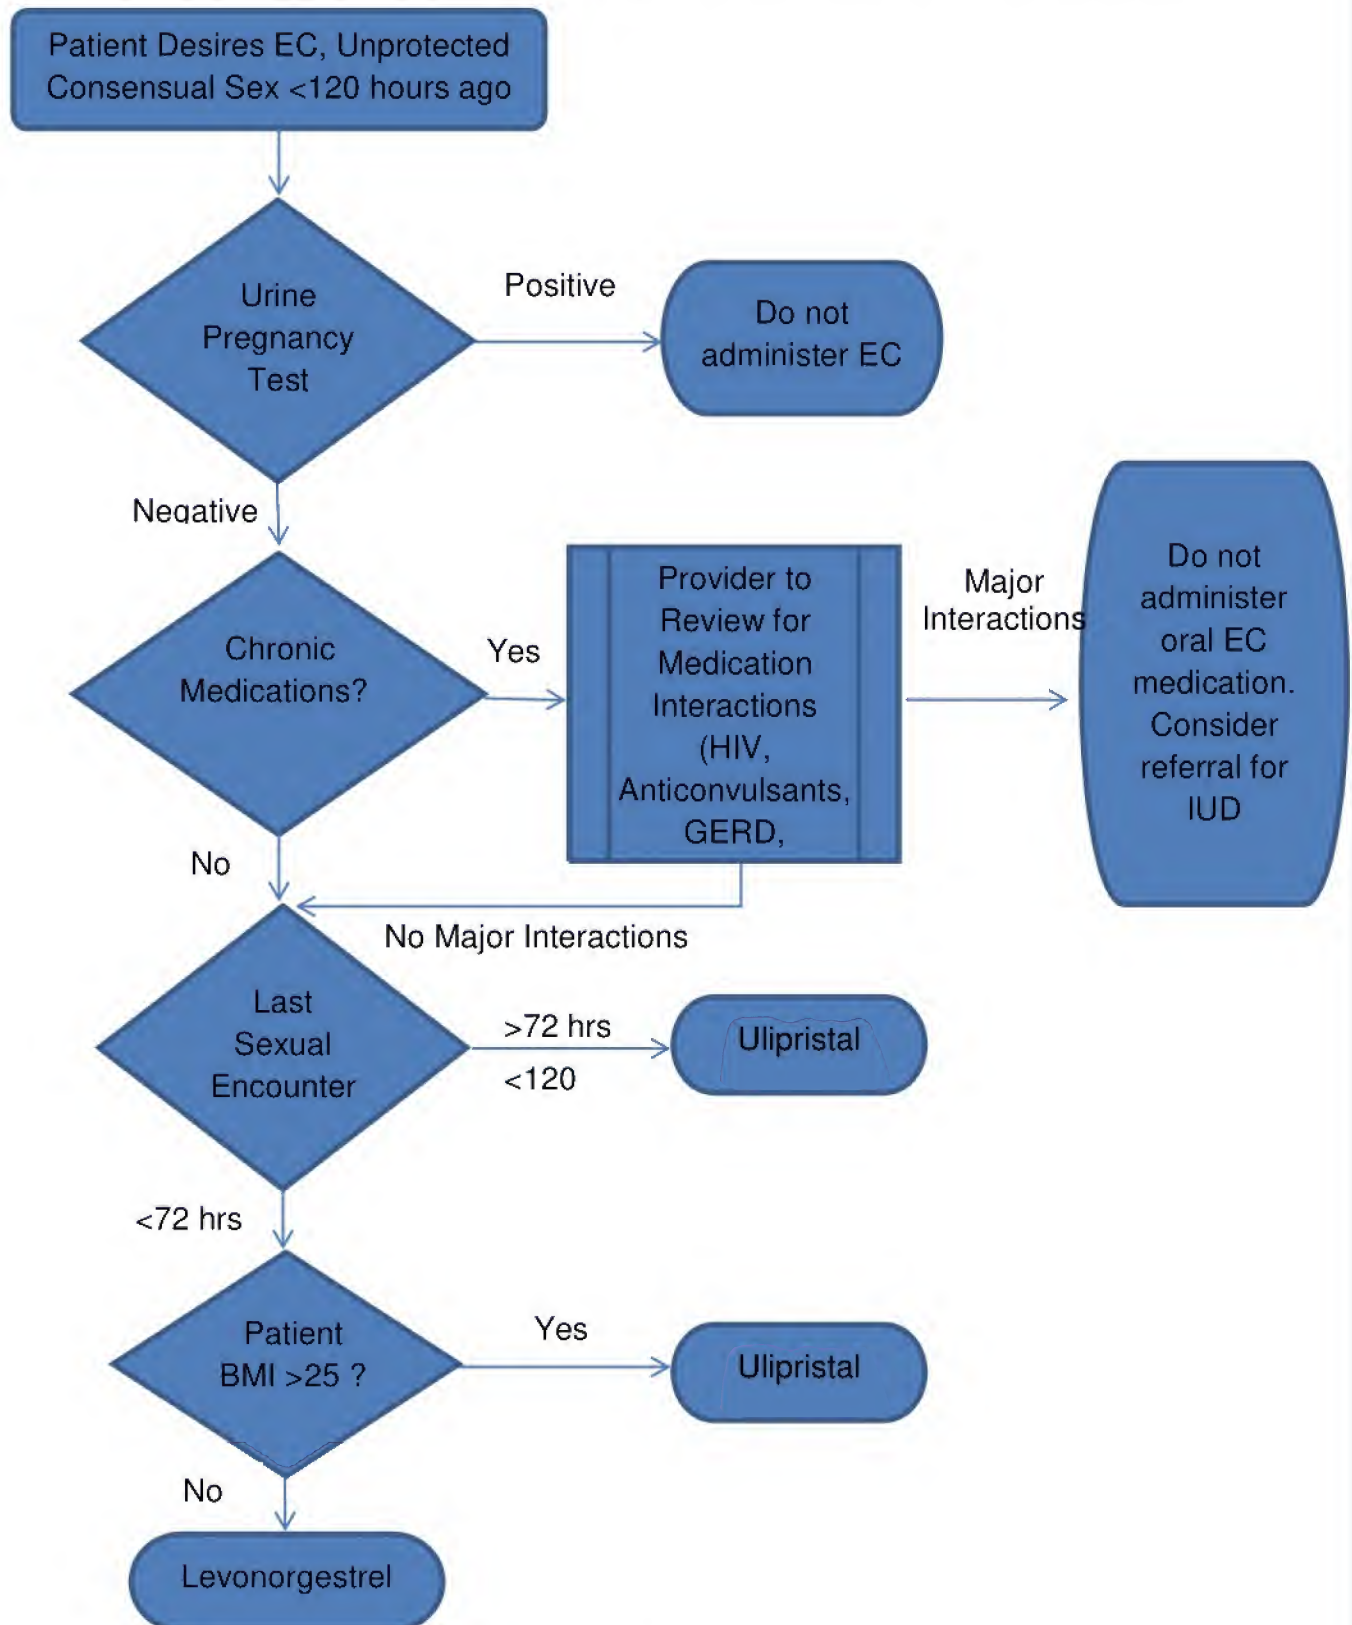 Patient Desires EC, Unprotected
Consensual Sex <120 hours ago
Urine
Pregnancy
Test
Positive
Do not
administer EC
Negative
Chronic
Medications?
Yes
Provider to
Review for
Medication
Interactions
(HIV,
Anticonvulsants,
GERD,
Major
Interactions
Do not
administer
oral EC
medication.
Consider
referral for
IUD
No
No Major Interactions
Last
Sexual
Encounter
>72 hrs
<120
Ulipristal
<72 hrs
Patient
BMI >25 ?
Yes
Ulipristal
No
Levonorgestrel